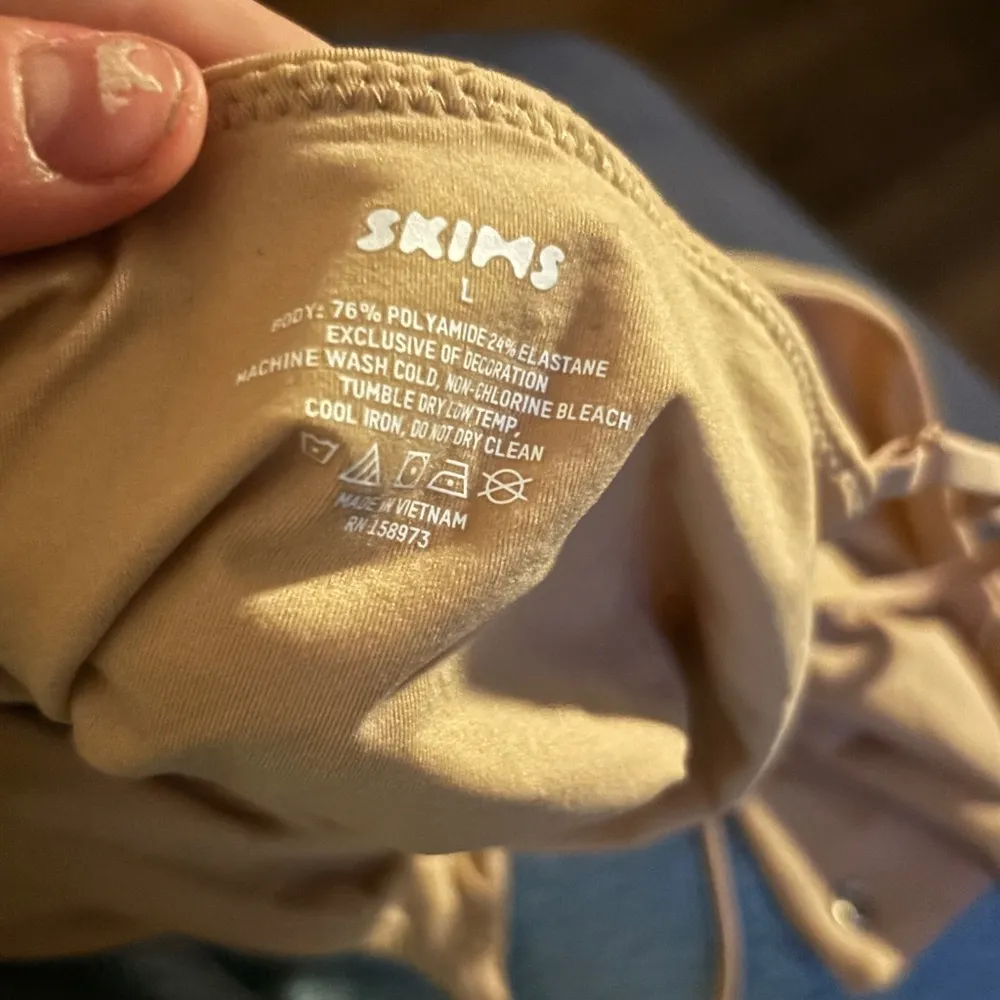 SKIMS
L
BODY: 76% POLYAMIDE 24% ELASTANE
EXCLUSIVE OF DECORATION
MACHINE WASH COLD, NON-CHLORINE BLEACH
TUMBLE DRY LOW TEMP,
COOL IRON, DO NOT DRY CLEAN
MADE IN VIETNAM
RN 158973